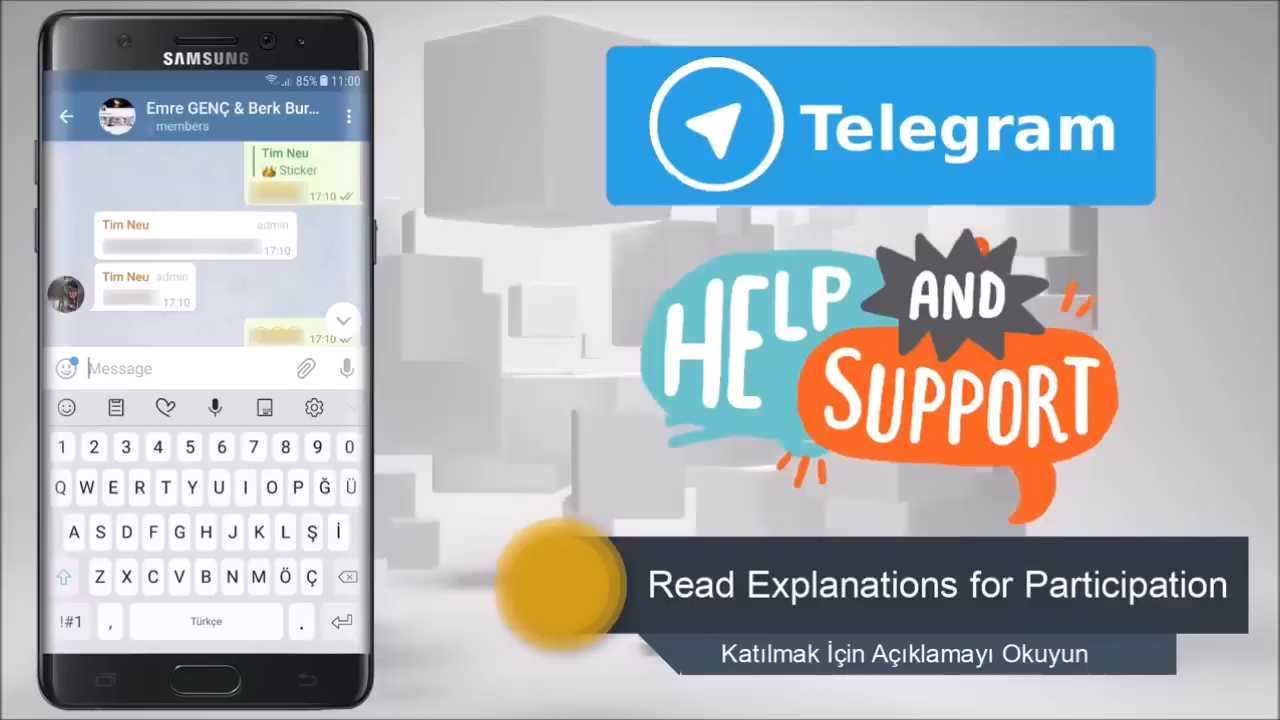 SAMSUNG
85% 11:00
Emre GENÇ & Berk Bur...
members
Tim Neu
Sticker
17:10
Tim Neu admin
17:10
Tim Neu admin
17:10
17:10
Message
1 2 3 4 5 6 7 8 9 0
Q W E R T Y U I O P Ğ Ü
A S D F G H J K L Ş İ
Z X C V B N M Ö Ç
!#1 , Türkçe .
Telegram
HELP
AND
SUPPORT
Read Explanations for Participation
Katılmak İçin Açıklamayı Okuyun